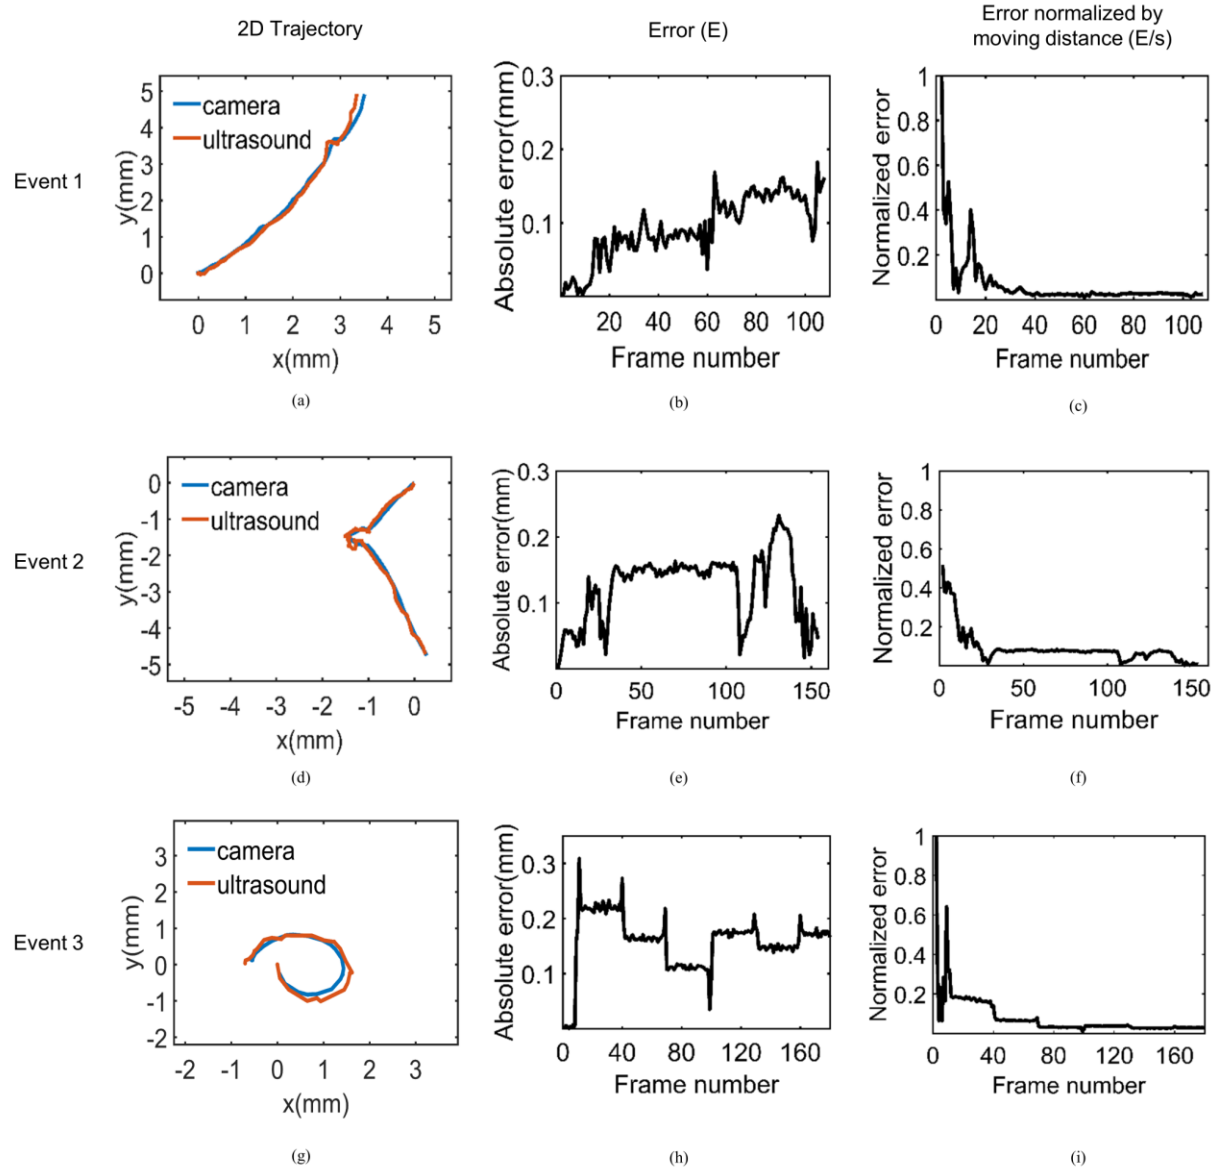 2D Trajectory
Error (E)
Error normalized by
moving distance (E/s)
Event 1
camera
ultrasound
y(mm)
5
4
3
2
1
0
0 1 2 3 4 5
x(mm)
(a)
Absolute error(mm)
0.3
0.2
0.1
20 40 60 80 100
Frame number
(b)
Normalized error
1
0.8
0.6
0.4
0.2
0 20 40 60 80 100
Frame number
(c)
Event 2
camera
ultrasound
y(mm)
0
-1
-2
-3
-4
-5
-5 -4 -3 -2 -1 0
x(mm)
(d)
Absolute error(mm)
0.3
0.2
0.1
0 50 100 150
Frame number
(e)
Normalized error
1
0.8
0.6
0.4
0.2
0 50 100 150
Frame number
(f)
Event 3
camera
ultrasound
y(mm)
3
2
1
0
-1
-2
-2 -1 0 1 2 3
x(mm)
(g)
Absolute error(mm)
0.3
0.2
0.1
0 40 80 120 160
Frame number
(h)
Normalized error
1
0.8
0.6
0.4
0.2
0 40 80 120 160
Frame number
(i)